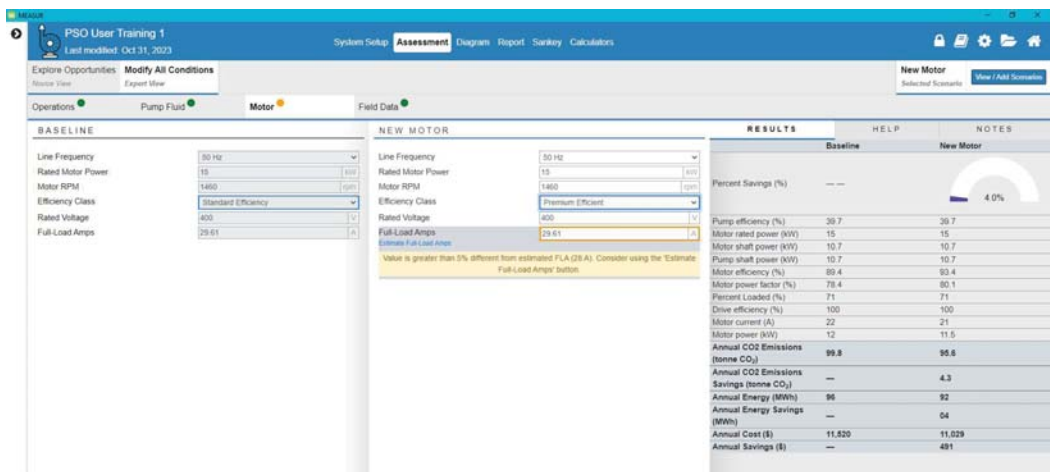 MEASUR
PSO User Training 1
Last modified: Oct 31, 2023
System Setup Assessment Diagram Report Sankey Calculators
Explore Opportunities
Novice View
Modify All Conditions
Expert View
New Motor
Selected Scenario
View / Add Scenarios
Operations Pump Fluid Motor Field Data
BASELINE
Line Frequency 50 Hz
Rated Motor Power 15 kW
Motor RPM 1460 rpm
Efficiency Class Standard Efficiency
Rated Voltage 400 V
Full-Load Amps 29.61 A
NEW MOTOR
Line Frequency 50 Hz
Rated Motor Power 15 kW
Motor RPM 1460 rpm
Efficiency Class Premium Efficient
Rated Voltage 400 V
Full-Load Amps 29.61 A
Estimate Full-Load Amps
Value is greater than 5% different from estimated FLA (28 A). Consider using the 'Estimate
Full-Load Amps' button
RESULTS HELP NOTES
Baseline New Motor
Percent Savings (%) — — 4.0%
Pump efficiency (%) 39.7 39.7
Motor rated power (kW) 15 15
Motor shaft power (kW) 10.7 10.7
Pump shaft power (kW) 10.7 10.7
Motor efficiency (%) 89.4 93.4
Motor power factor (%) 78.4 80.1
Percent Loaded (%) 71 71
Drive efficiency (%) 100 100
Motor current (A) 22 21
Motor power (kW) 12 11.5
Annual CO2 Emissions
(tonne CO₂) 99.8 95.6
Annual CO2 Emissions
Savings (tonne CO₂) — 4.3
Annual Energy (MWh) 96 92
Annual Energy Savings
(MWh) — 04
Annual Cost ($) 11,520 11,029
Annual Savings ($) — 491